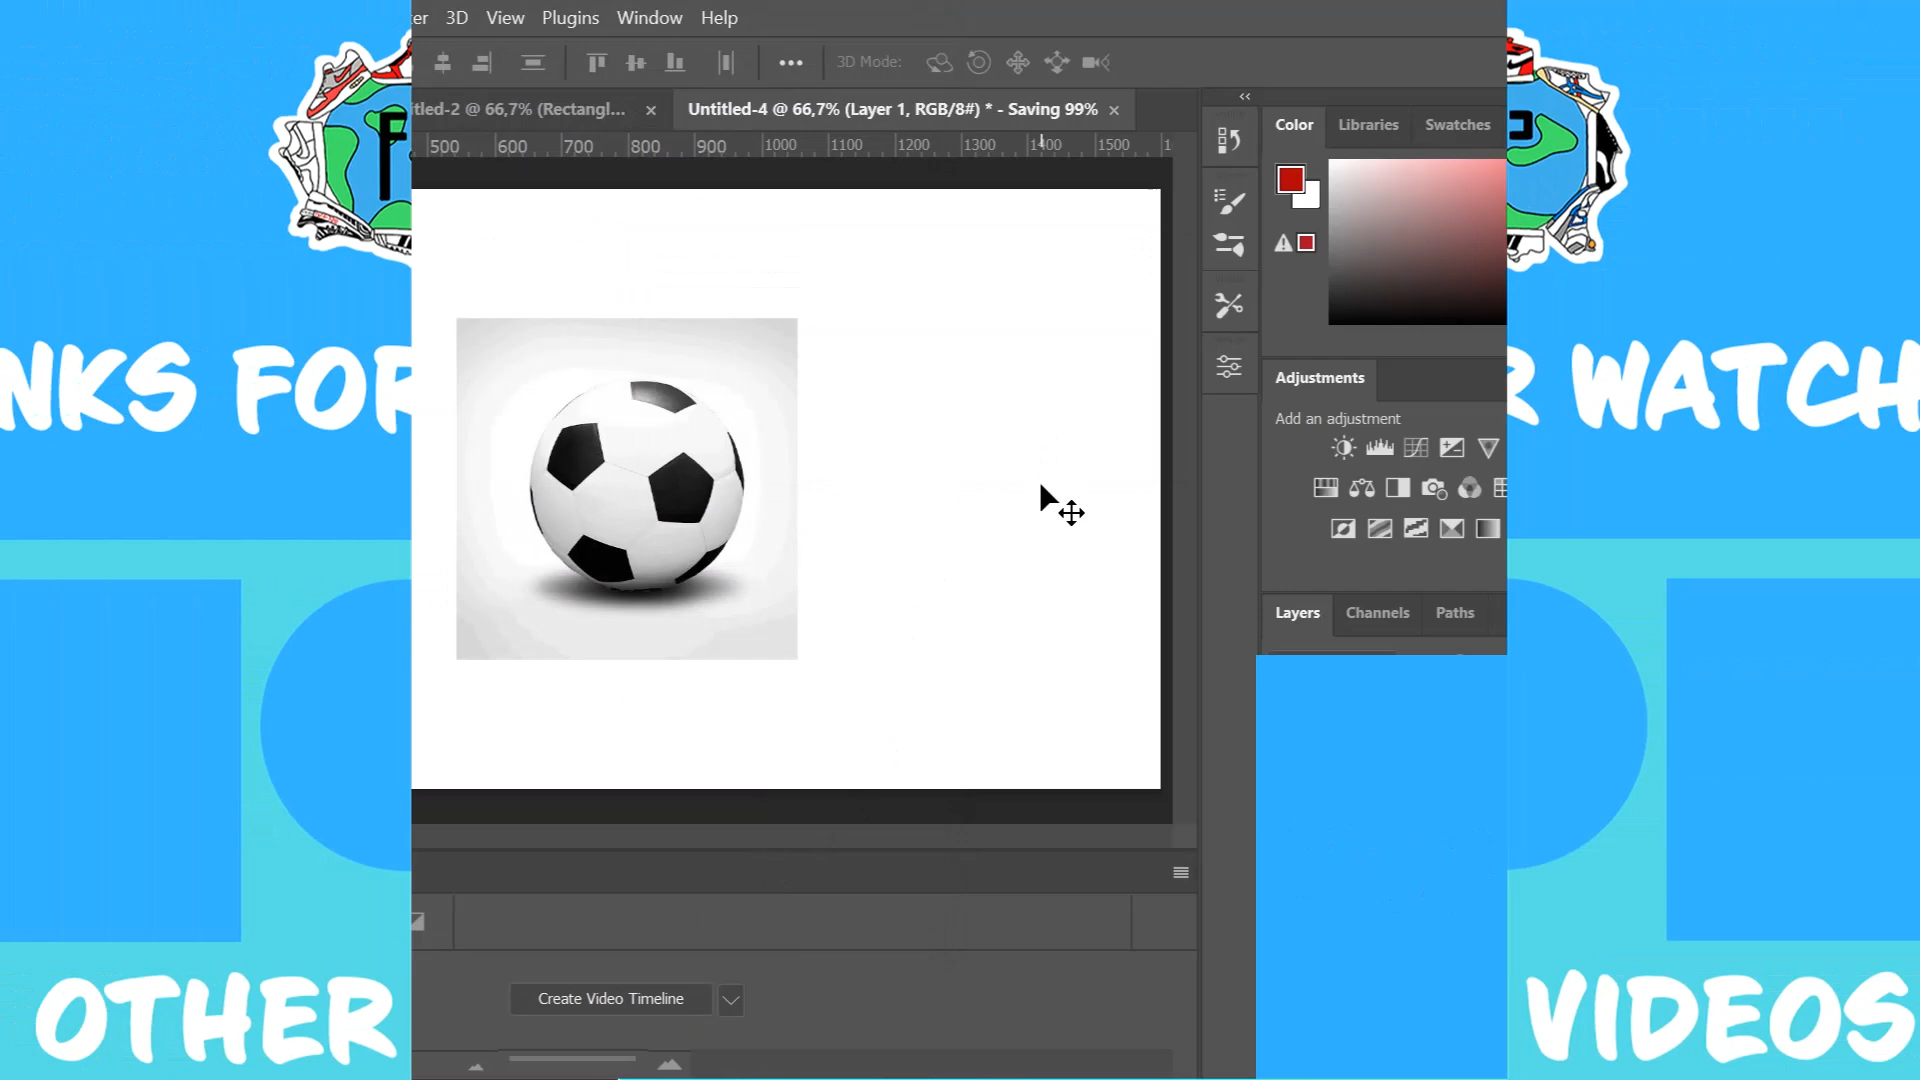 er 3D View Plugins Window Help
3D Mode:
itled-2 @ 66,7% (Rectangl... Untitled-4 @ 66,7% (Layer 1, RGB/8#) * - Saving 99%
500 600 700 800 900 1000 1100 1200 1300 1400 1500 1
Color Libraries Swatches
F
P
NKS FOR
R WATCH
Adjustments
Add an adjustment
Layers Channels Paths
Create Video Timeline
OTHER
VIDEOS